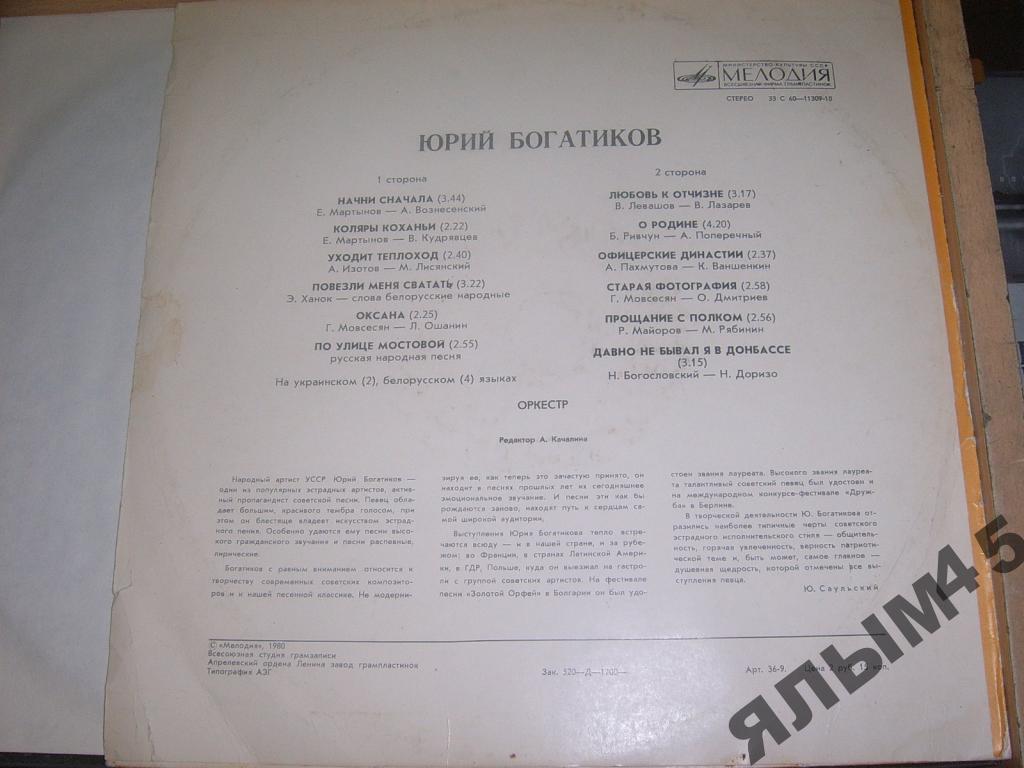 МИНИСТЕРСТВО КУЛЬТУРЫ СССР
МЕЛОДИЯ
ВСЕСОЮЗНАЯ ФИРМА ГРАМПЛАСТИНОК
СТЕРЕО 33 С 60—11309-10
ЮРИЙ БОГАТИКОВ
1 сторона
НАЧНИ СНАЧАЛА (3.44)
Е. Мартынов — А. Вознесенский
КОЛЯРЫ КОХАНЬИ (2.22)
Е. Мартынов — В. Кудрявцев
УХОДИТ ТЕПЛОХОД (2.40)
А. Изотов — М. Лисянский
ПОВЕЗЛИ МЕНЯ СВАТАТЬ (3.22)
Э. Ханок — слова белорусские народные
ОКСАНА (2.25)
Г. Мовсесян — Л. Ошанин
ПО УЛИЦЕ МОСТОВОЙ (2.55)
русская народная песня
На украинском (2), белорусском (4) языках
2 сторона
ЛЮБОВЬ К ОТЧИЗНЕ (3.17)
В. Левашов — В. Лазарев
О РОДИНЕ (4.20)
Б. Ривчун — А. Поперечный
ОФИЦЕРСКИЕ ДИНАСТИИ (2.37)
А. Пахмутова — К. Ваншенкин
СТАРАЯ ФОТОГРАФИЯ (2.58)
Г. Мовсесян — О. Дмитриев
ПРОЩАНИЕ С ПОЛКОМ (2.56)
Р. Майоров — М. Рябинин
ДАВНО НЕ БЫВАЛ Я В ДОНБАССЕ
(3.15)
Н. Богословский — Н. Доризо
ОРКЕСТР
Редактор А. Качалина
Народный артист УССР Юрий Богатиков —
один из популярных эстрадных артистов, актив-
ный пропагандист советской песни. Певец обла-
дает большим, красивого тембра голосом, при
этом он блестяще владеет искусством эстрад-
ного пения. Особенно удаются ему песни высо-
кого гражданского звучания и песни распевные,
лирические.
Богатиков с равным вниманием относится к
творчеству современных советских композито-
ров и к нашей песенной классике. Не модерни-
зируя ее, как теперь это зачастую принято, он
находит в песнях прошлых лет их сегодняшнее
эмоциональное звучание. И песни эти как бы
рождаются заново, находят путь к сердцам са-
мой широкой аудитории,
Выступления Юрия Богатикова тепло встре-
чаются всюду — и в нашей стране, и за рубе-
жом; во Франции, в странах Латинской Амери-
ки, в ГДР, Польше, куда он выезжал на гастро-
ли с группой советских артистов. На фестивале
песни «Золотой Орфей» в Болгарии он был удо-
стоен звания лауреата. Высокого звания лауреа-
та талантливый советский певец был удостоен и
на международном конкурсе-фестивале «Друж-
ба» в Берлине.
В творческой деятельности Ю. Богатикова от-
разились наиболее типичные черты советского
эстрадного исполнительского стиля — общитель-
ность, горячая увлеченность, верность патриоти-
ческой теме и, быть может, самое главное —
душевная щедрость, которой отмечены все вы-
ступления певца.
Ю. Саульский
© «Мелодия», 1980
Всесоюзная студия грамзаписи
Апрелевский ордена Ленина завод грампластинок
Типография АЗГ
Зак. 520—Д—1700—
Арт. 36-9. Цена 2 руб. 15 коп.
ЯЛЫМ45